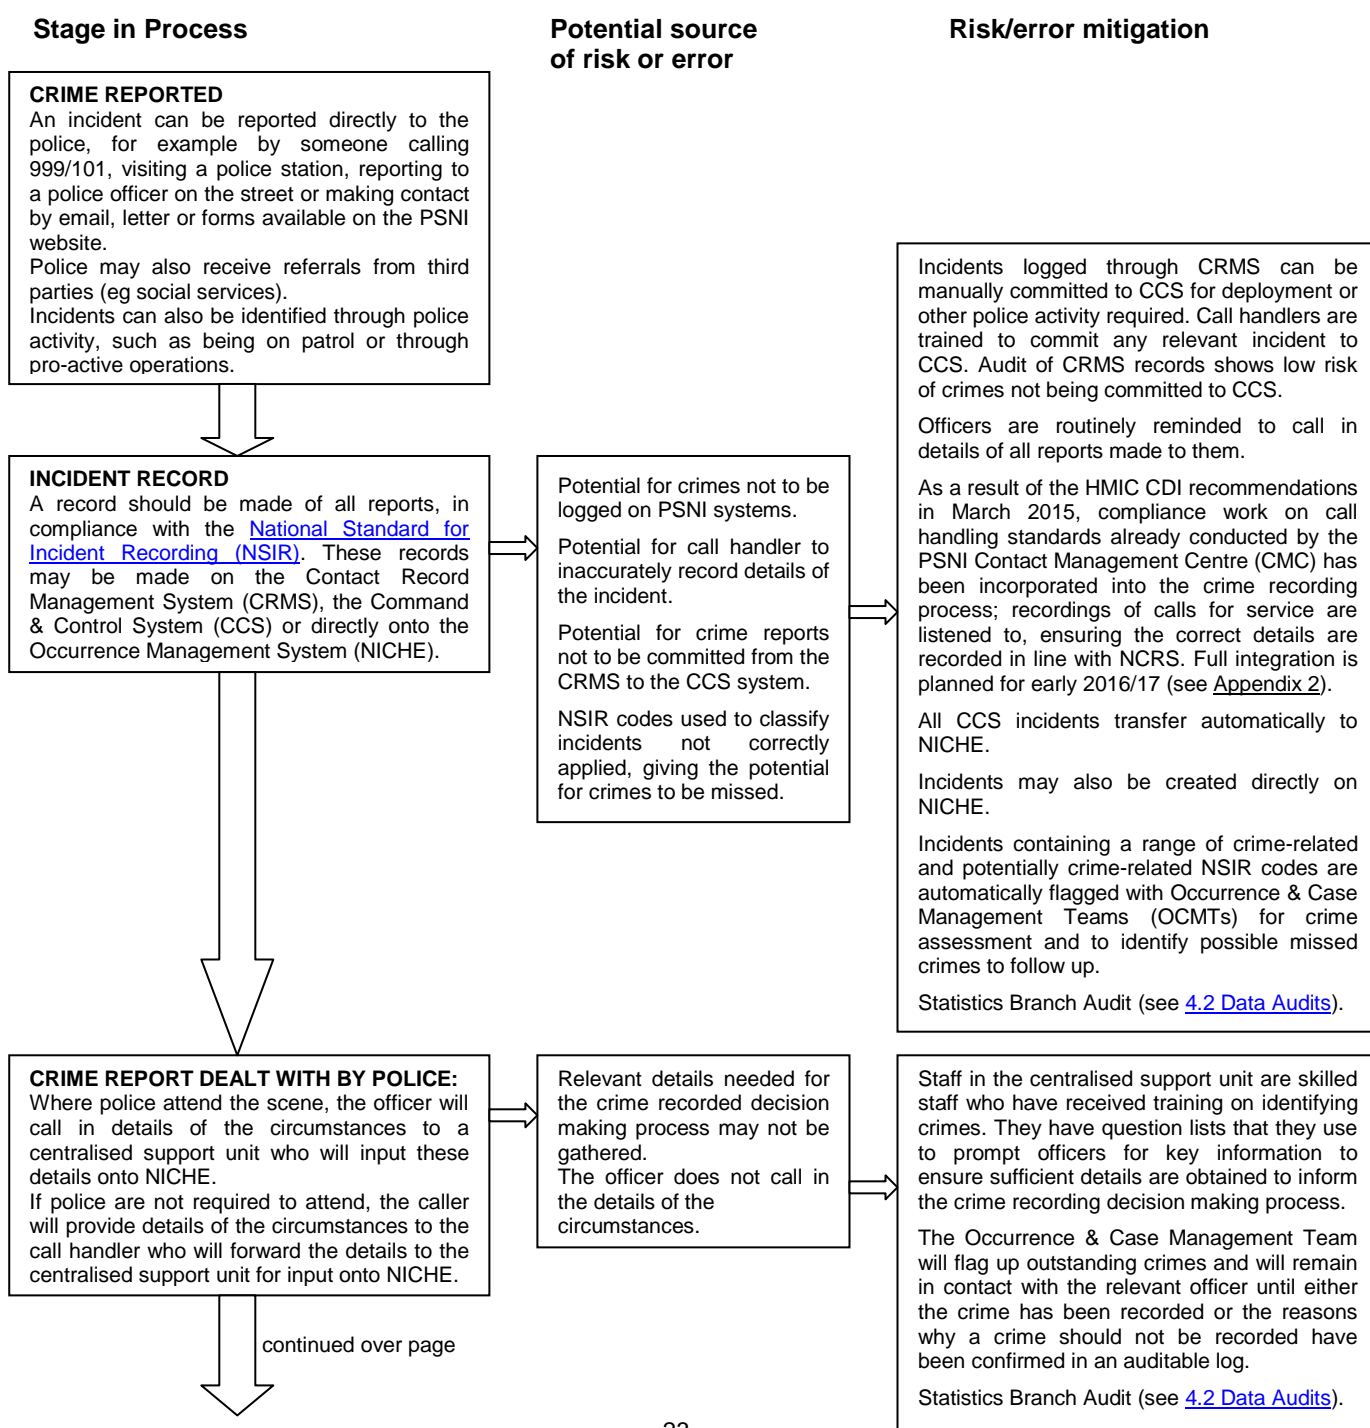 Stage in Process
Potential source
of risk or error
Risk/error mitigation
CRIME REPORTED
An incident can be reported directly to the
police, for example by someone calling
999/101, visiting a police station, reporting to
a police officer on the street or making contact
by email, letter or forms available on the PSNI
website.
Police may also receive referrals from third
parties (eg social services).
Incidents can also be identified through police
activity, such as being on patrol or through
pro-active operations.
INCIDENT RECORD
A record should be made of all reports, in
compliance with the National Standard for
Incident Recording (NSIR). These records
may be made on the Contact Record
Management System (CRMS), the Command
& Control System (CCS) or directly onto the
Occurrence Management System (NICHE).
Potential for crimes not to be
logged on PSNI systems.
Potential for call handler to
inaccurately record details of
the incident.
Potential for crime reports
not to be committed from the
CRMS to the CCS system.
NSIR codes used to classify
incidents not correctly
applied, giving the potential
for crimes to be missed.
Incidents logged through CRMS can be
manually committed to CCS for deployment or
other police activity required. Call handlers are
trained to commit any relevant incident to
CCS. Audit of CRMS records shows low risk
of crimes not being committed to CCS.
Officers are routinely reminded to call in
details of all reports made to them.
As a result of the HMIC CDI recommendations
in March 2015, compliance work on call
handling standards already conducted by the
PSNI Contact Management Centre (CMC) has
been incorporated into the crime recording
process; recordings of calls for service are
listened to, ensuring the correct details are
recorded in line with NCRS. Full integration is
planned for early 2016/17 (see Appendix 2).
All CCS incidents transfer automatically to
NICHE.
Incidents may also be created directly on
NICHE.
Incidents containing a range of crime-related
and potentially crime-related NSIR codes are
automatically flagged with Occurrence & Case
Management Teams (OCMTs) for crime
assessment and to identify possible missed
crimes to follow up.
Statistics Branch Audit (see 4.2 Data Audits).
CRIME REPORT DEALT WITH BY POLICE:
Where police attend the scene, the officer will
call in details of the circumstances to a
centralised support unit who will input these
details onto NICHE.
If police are not required to attend, the caller
will provide details of the circumstances to the
call handler who will forward the details to the
centralised support unit for input onto NICHE.
Relevant details needed for
the crime recorded decision
making process may not be
gathered.
The officer does not call in
the details of the
circumstances.
Staff in the centralised support unit are skilled
staff who have received training on identifying
crimes. They have question lists that they use
to prompt officers for key information to
ensure sufficient details are obtained to inform
the crime recording decision making process.
The Occurrence & Case Management Team
will flag up outstanding crimes and will remain
in contact with the relevant officer until either
the crime has been recorded or the reasons
why a crime should not be recorded have
been confirmed in an auditable log.
Statistics Branch Audit (see 4.2 Data Audits).
continued over page